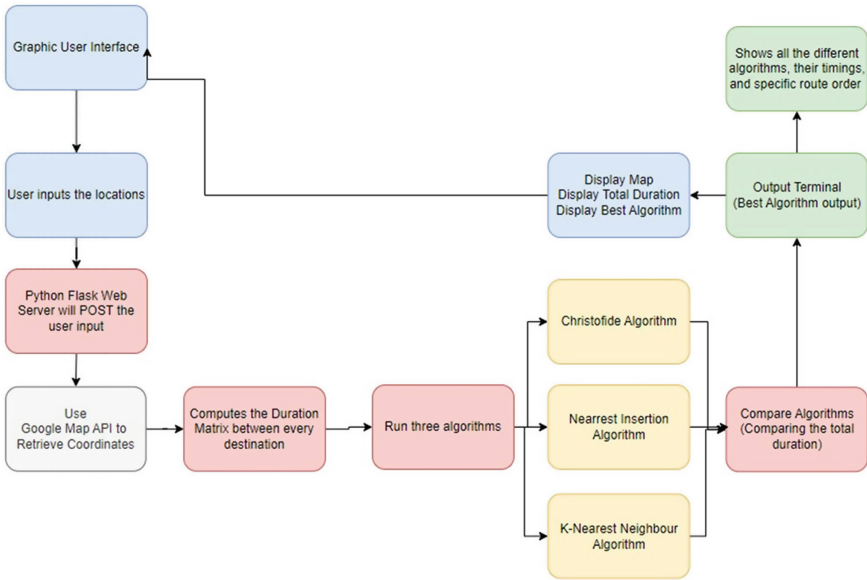 Graphic User Interface
User inputs the locations
Python Flask Web
Server will POST the
user input
Use
Google Map API to
Retrieve Coordinates
Computes the Duration
Matrix between every
destination
Run three algorithms
Christofide Algorithm
Nearrest Insertion
Algorithm
K-Nearest Neighbour
Algorithm
Compare Algorithms
(Comparing the total
duration)
Output Terminal
(Best Algorithm output)
Shows all the different
algorithms, their timings,
and specific route order
Display Map
Display Total Duration
Display Best Algorithm